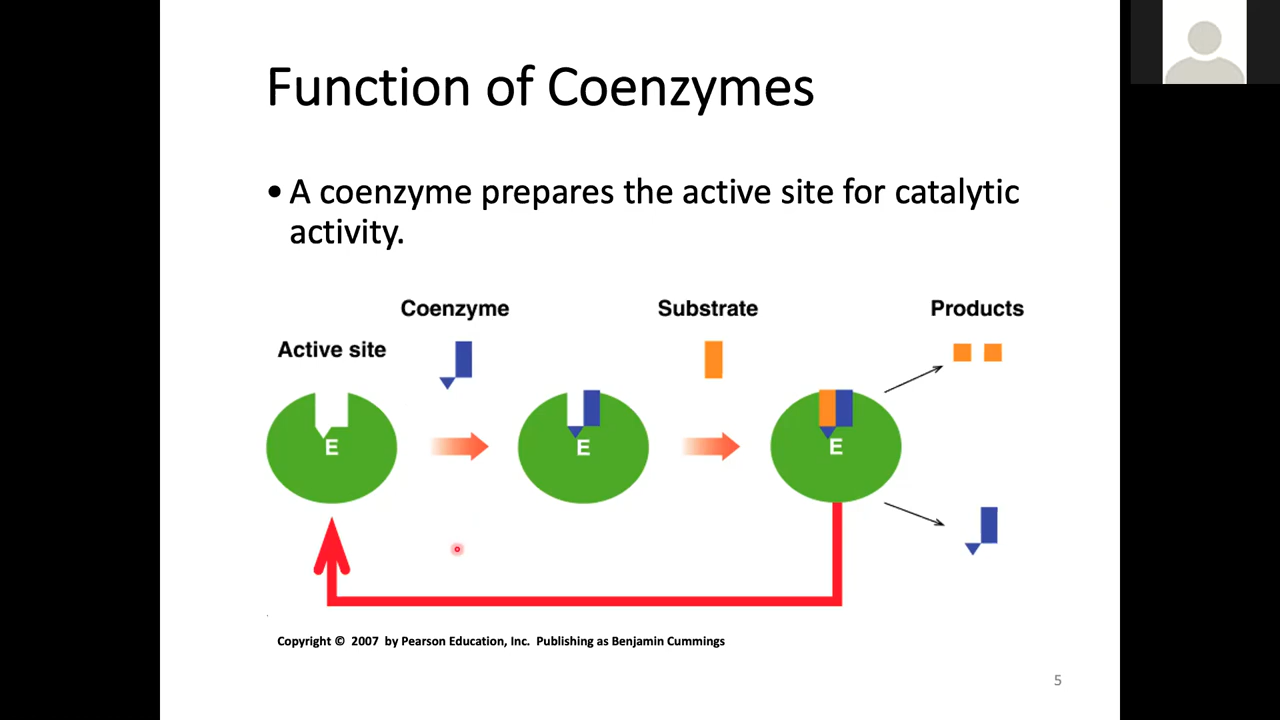 Function of Coenzymes
• A coenzyme prepares the active site for catalytic
activity.
Coenzyme
Substrate
Products
Active site
E
E
E
Copyright © 2007 by Pearson Education, Inc. Publishing as Benjamin Cummings
5